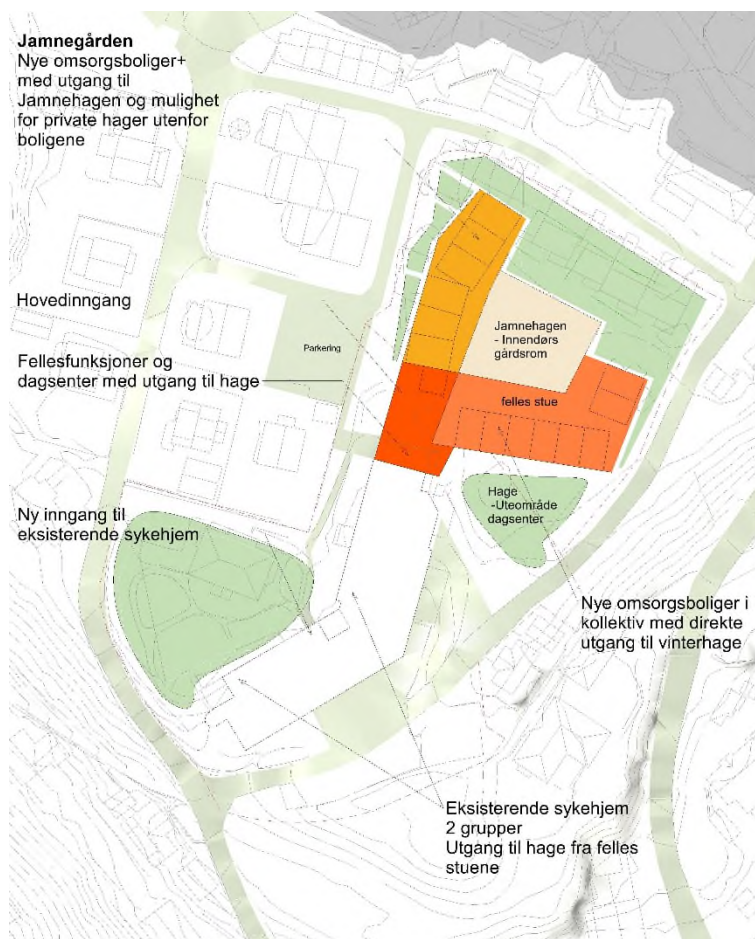 Jamnegården
Nye omsorgsboliger+
med utgang til
Jamnehagen og mulighet
for private hager utenfor
boligene
Hovedinngang
Parkering
Jamnehagen
- Innendørs
gårdsrom
Fellesfunksjoner og
dagsenter med utgang til hage
felles stue
Hage
-Uteområde
dagsenter
Ny inngang til
eksisterende sykehjem
Nye omsorgsboliger i
kollektiv med direkte
utgang til vinterhage
Eksisterende sykehjem
2 grupper
Utgang til hage fra felles
stuene